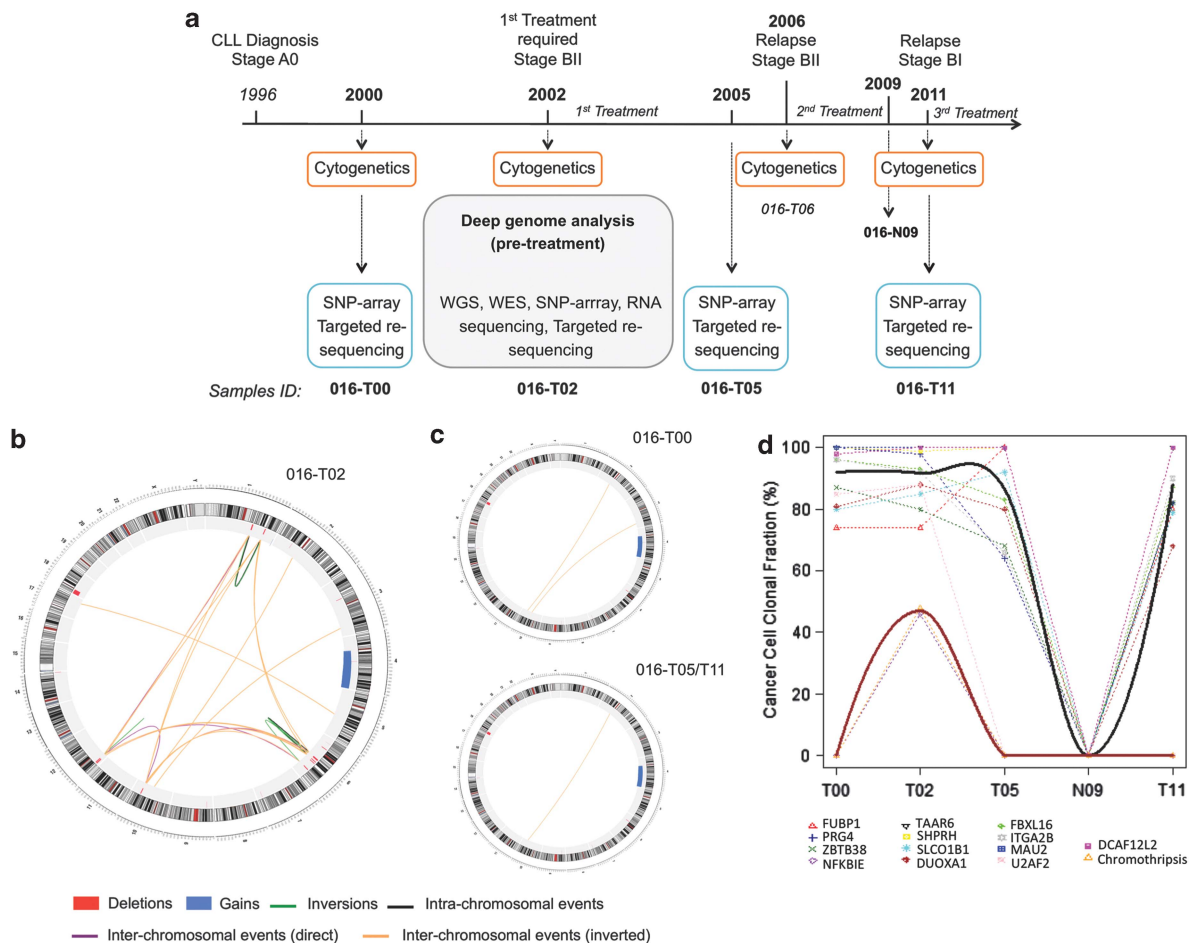 a
CLL Diagnosis
Stage A0
1st Treatment
required
Stage BII
2006
Relapse
Stage BII
Relapse
Stage BI
1996
2000
2002
1st Treatment
2005
2nd Treatment
2009
2011
3rd Treatment
Cytogenetics
Cytogenetics
Cytogenetics
Cytogenetics
016-T06
016-N09
Deep genome analysis
(pre-treatment)
WGS, WES, SNP-arrray, RNA
sequencing, Targeted re-
sequencing
SNP-array
Targeted re-
sequencing
SNP-array
Targeted re-
sequencing
SNP-array
Targeted re-
sequencing
Samples ID:
016-T00
016-T02
016-T05
016-T11
b
016-T02
c
016-T00
016-T05/T11
d
Cancer Cell Clonal Fraction (%)
100
80
60
40
20
0
T00
T02
T05
N09
T11
FUBP1
PRG4
ZBTB38
NFKBIE
TAAR6
SHPRH
SLCO1B1
DUOXA1
FBXL16
ITGA2B
MAU2
U2AF2
DCAF12L2
Chromothripsis
Deletions
Gains
Inversions
Intra-chromosomal events
Inter-chromosomal events (direct)
Inter-chromosomal events (inverted)